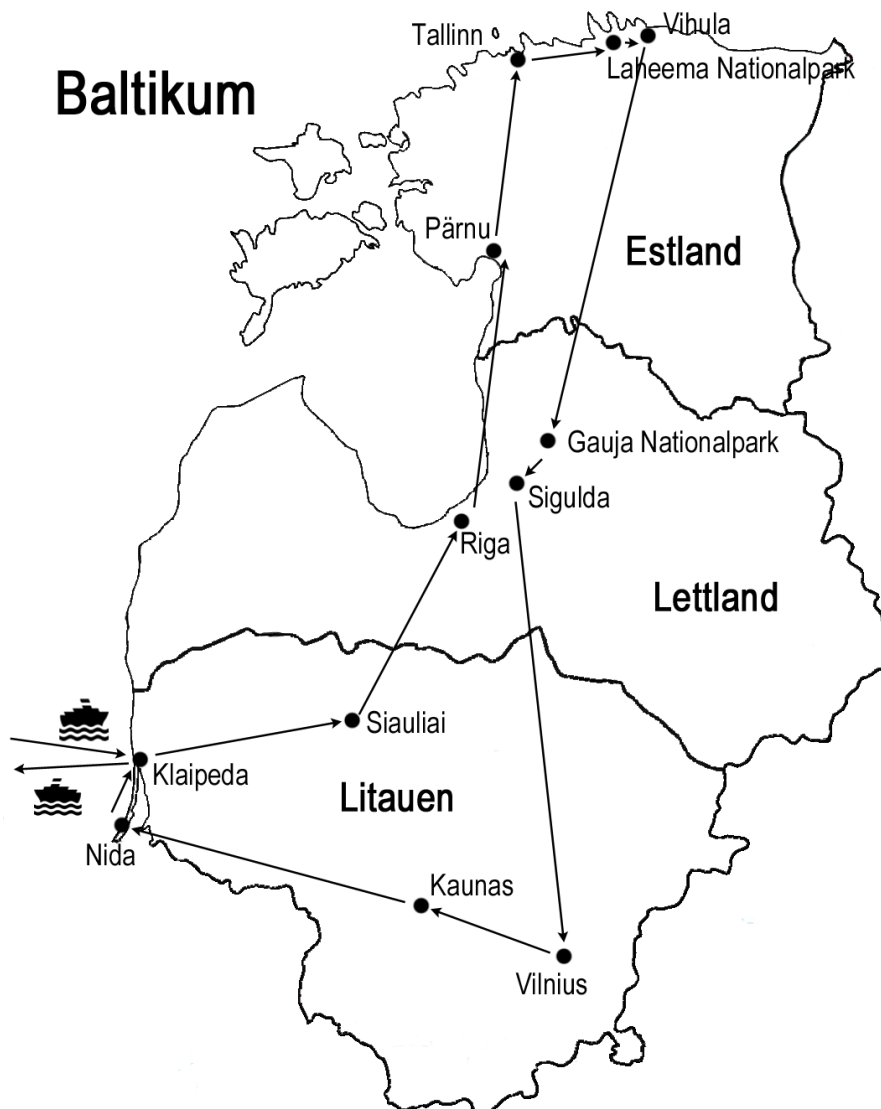 Tallinn
Vihula
Laheema Nationalpark
Baltikum
Pärnu
Estland
Gauja Nationalpark
Sigulda
Riga
Lettland
Siauliai
Klaipeda
Litauen
Nida
Kaunas
Vilnius